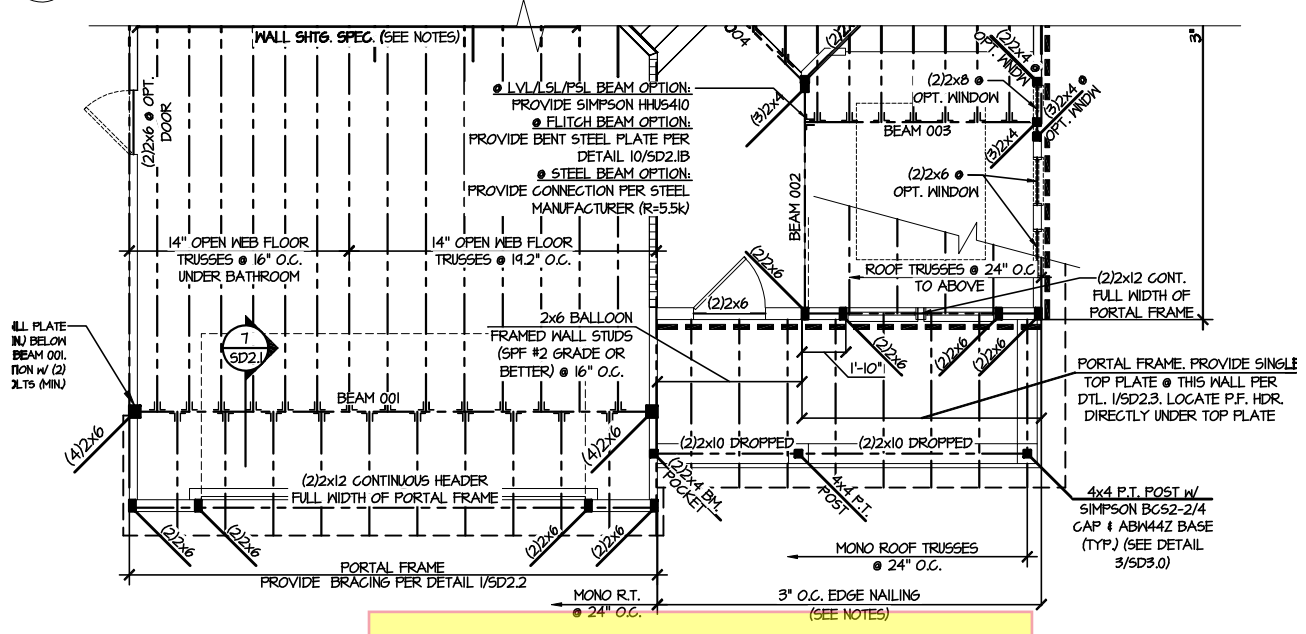 WALL SHTG. SPEC. (SEE NOTES)
(2)2x6 @ OPT.
DOOR
@ LVL/LSL/PSL BEAM OPTION:
PROVIDE SIMPSON HHUS410
@ FLITCH BEAM OPTION:
PROVIDE BENT STEEL PLATE PER
DETAIL 10/SD2.1B
@ STEEL BEAM OPTION:
PROVIDE CONNECTION PER STEEL
MANUFACTURER (R=5.5k)
004
(3)2x4
(2)2x4 @
OPT. WNDW
(2)2x8 @
OPT. WINDOW
(3)2x4 @
OPT. WNDW
BEAM 003
(3)2x4
(2)2x6 @
OPT. WINDOW
BEAM 002
3"
14" OPEN WEB FLOOR
TRUSSES @ 16" O.C.
UNDER BATHROOM
14" OPEN WEB FLOOR
TRUSSES @ 19.2" O.C.
(2)2x6
(2)2x6
ROOF TRUSSES @ 24" O.C.
TO ABOVE
(2)2x12 CONT.
FULL WIDTH OF
PORTAL FRAME
2x6 BALLOON
FRAMED WALL STUDS
(SPF #2 GRADE OR
BETTER) @ 16" O.C.
PLATE
BELOW
BEAM 001.
W/ (2)
(MIN.)
7
SD2.1
1'-10"
(2)2x6
(2)2x6
(2)2x6
PORTAL FRAME. PROVIDE SINGLE
TOP PLATE @ THIS WALL PER
DTL. 1/SD2.3. LOCATE P.F. HDR.
DIRECTLY UNDER TOP PLATE
BEAM 001
(4)2x6
(4)2x6
(2)2x10 DROPPED
(2)2x10 DROPPED
(2)2x12 CONTINUOUS HEADER
FULL WIDTH OF PORTAL FRAME
(2)2x4 BM.
POCKET
4x4 P.T.
POST
4x4 P.T. POST W/
SIMPSON BCS2-2/4
CAP & ABW44Z BASE
(TYP.) (SEE DETAIL
3/SD3.0)
(2)2x6
(2)2x6
(2)2x6
(2)2x6
PORTAL FRAME
PROVIDE BRACING PER DETAIL 1/SD2.2
MONO ROOF TRUSSES
@ 24" O.C.
MONO R.T.
@ 24" O.C.
3" O.C. EDGE NAILING
(SEE NOTES)